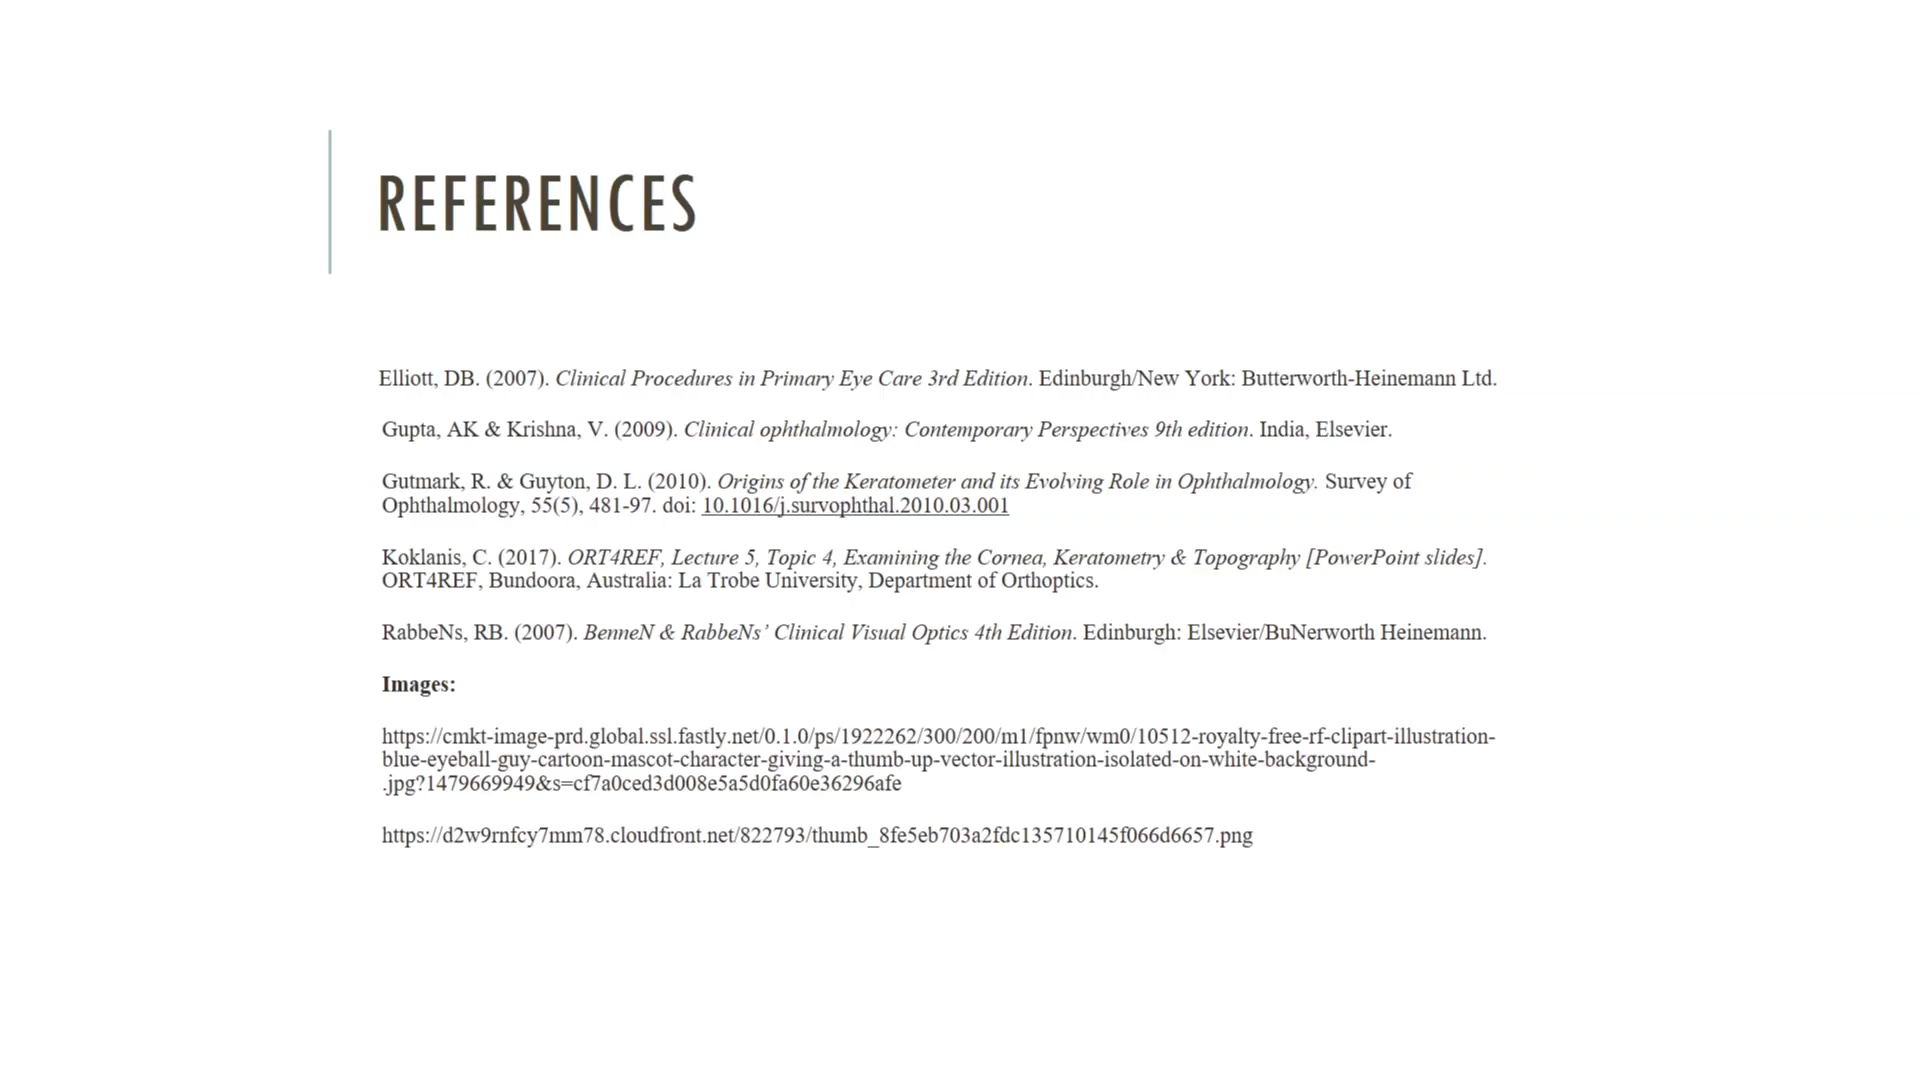 REFERENCES
Elliott, DB. (2007). Clinical Procedures in Primary Eye Care 3rd Edition. Edinburgh/New York: Butterworth-Heinemann Ltd.
Gupta, AK & Krishna, V. (2009). Clinical ophthalmology: Contemporary Perspectives 9th edition. India, Elsevier.
Gutmark, R. & Guyton, D. L. (2010). Origins of the Keratometer and its Evolving Role in Ophthalmology. Survey of
Ophthalmology, 55(5), 481-97. doi: 10.1016/j.survophthal.2010.03.001
Koklanis, C. (2017). ORT4REF, Lecture 5, Topic 4, Examining the Cornea, Keratometry & Topography [PowerPoint slides].
ORT4REF, Bundoora, Australia: La Trobe University, Department of Orthoptics.
RabbeNs, RB. (2007). BenneN & RabbeNs’ Clinical Visual Optics 4th Edition. Edinburgh: Elsevier/BuNerworth Heinemann.
Images:
https://cmkt-image-prd.global.ssl.fastly.net/0.1.0/ps/1922262/300/200/m1/fpnw/wm0/10512-royalty-free-rf-clipart-illustration-
blue-eyeball-guy-cartoon-mascot-character-giving-a-thumb-up-vector-illustration-isolated-on-white-background-
.jpg?1479669949&s=cf7a0ced3d008e5a5d0fa60e36296afe
https://d2w9rnfcy7mm78.cloudfront.net/822793/thumb_8fe5eb703a2fdc135710145f066d6657.png